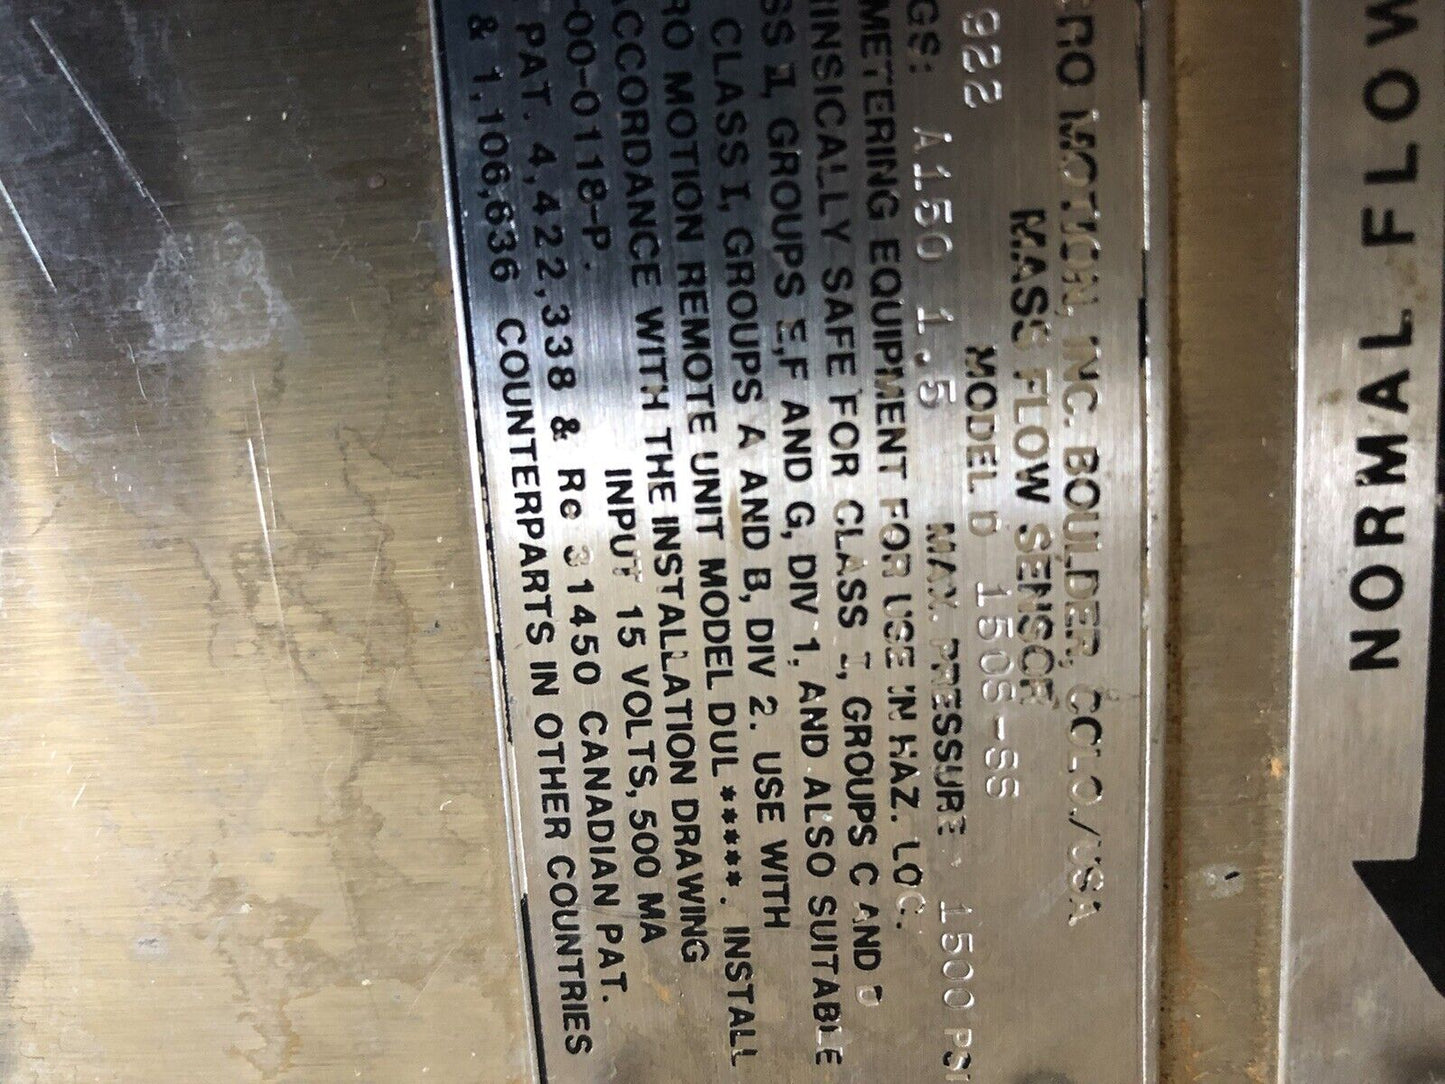 NORMAL FLOW
RO MOTION, INC. BOULDER, COLO./USA
MASS FLOW SENSOR
922 MODEL D 150S-SS
GS: A150 1.5 MAX. PRESSURE 1500 PSI
METERING EQUIPMENT FOR USE IN HAZ. LOC.
RINSICALLY SAFE FOR CLASS I, GROUPS C AND D
SS 1, GROUPS E,F AND G, DIV 1, AND ALSO SUITABLE
CLASS I, GROUPS A AND B, DIV 2. USE WITH
RO MOTION REMOTE UNIT MODEL DUL *****. INSTALL
ACCORDANCE WITH THE INSTALLATION DRAWING
-00-0118-P. INPUT 15 VOLTS, 500 MA
PAT. 4,422,338 & Re 31450 CANADIAN PAT.
& 1,106,636 COUNTERPARTS IN OTHER COUNTRIES